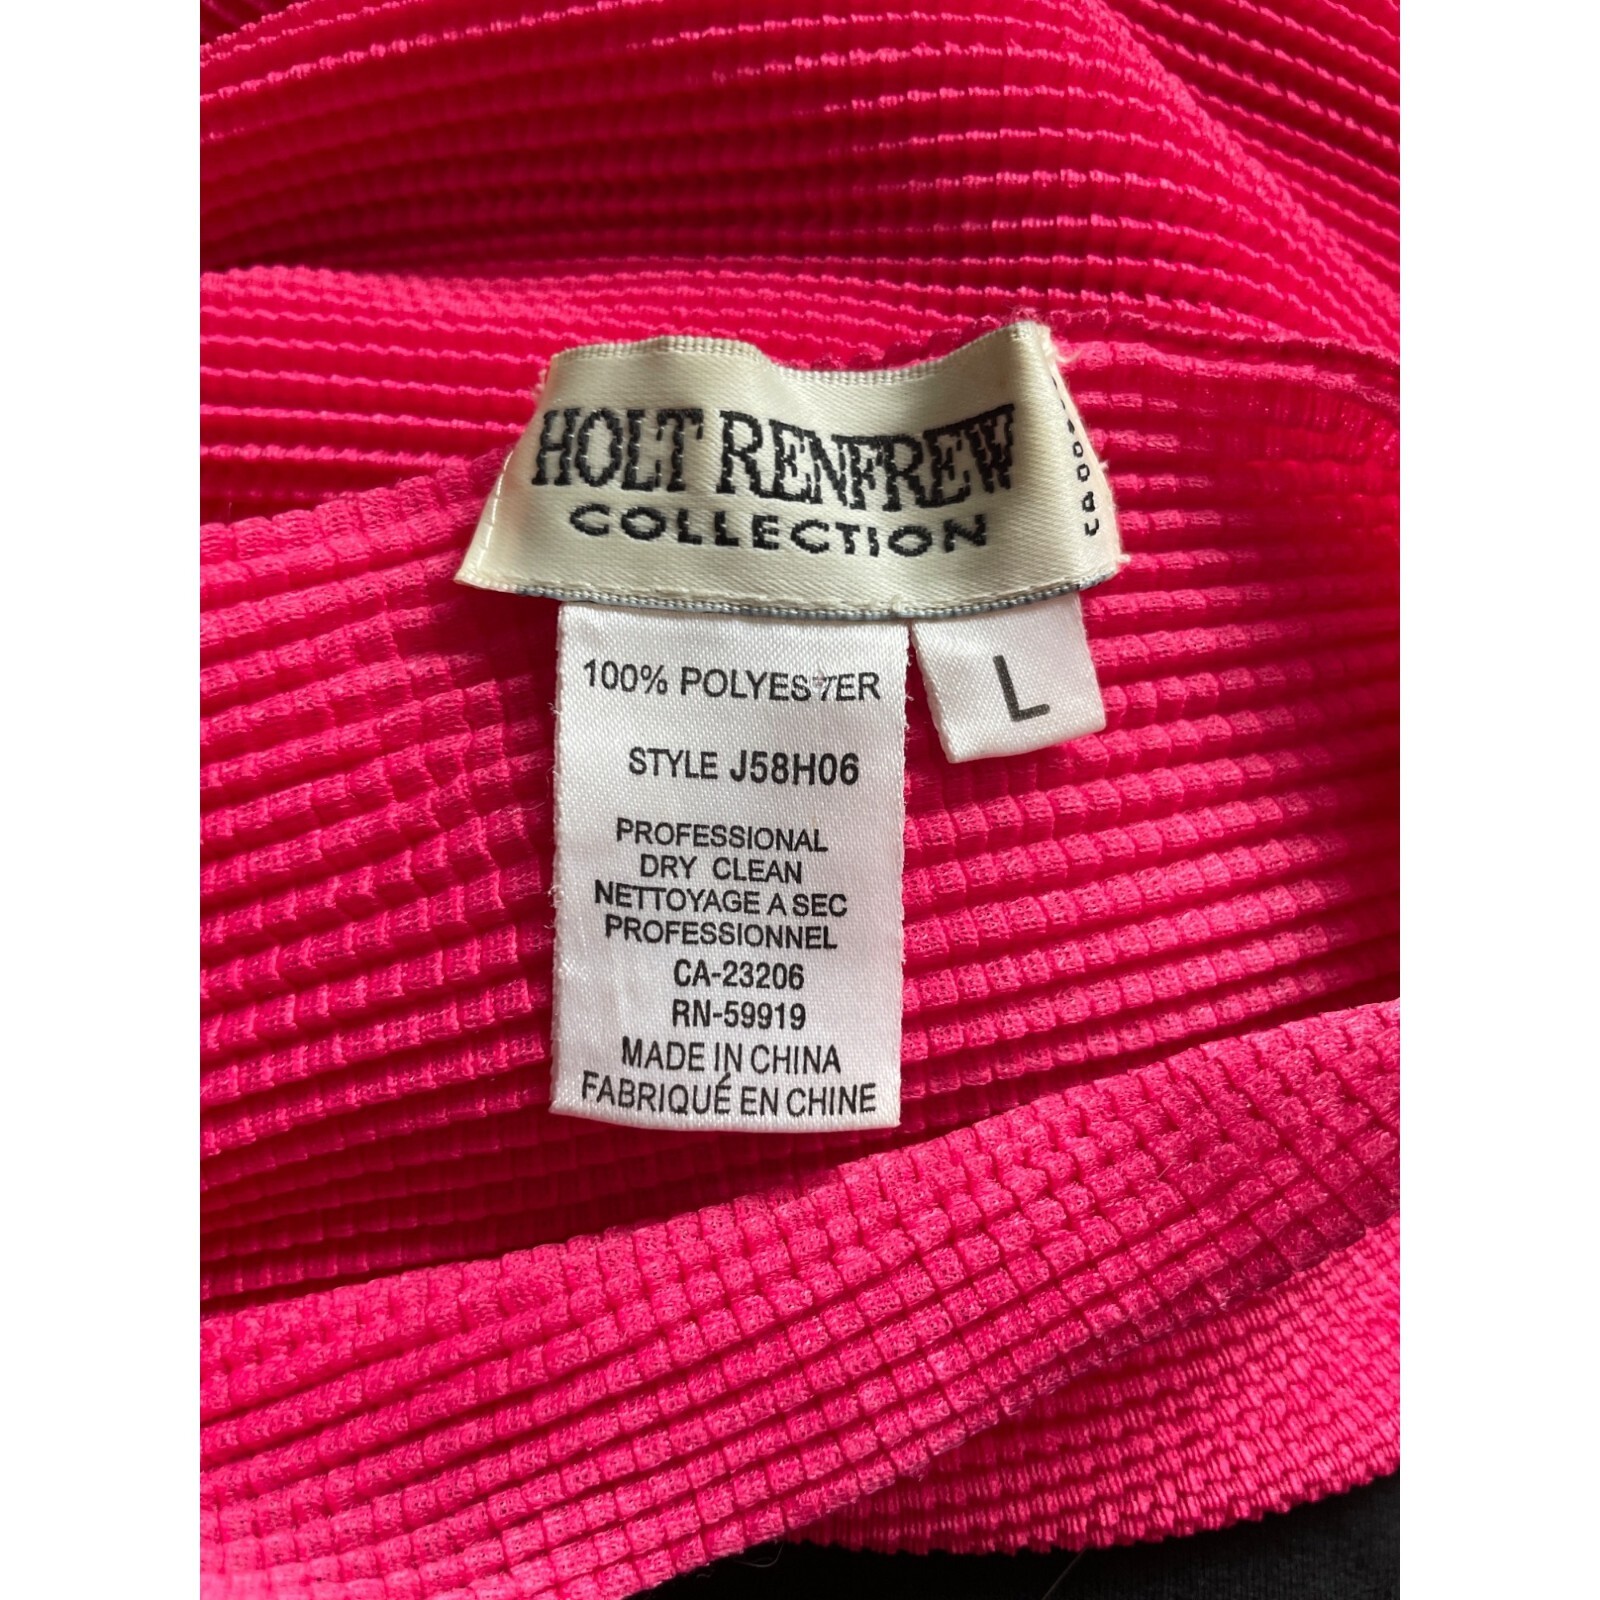 HOLT RENFREW
COLLECTION
L
100% POLYESTER
STYLE J58H06
PROFESSIONAL
DRY CLEAN
NETTOYAGE A SEC
PROFESSIONNEL
CA-23206
RN-59919
MADE IN CHINA
FABRIQUÉ EN CHINE